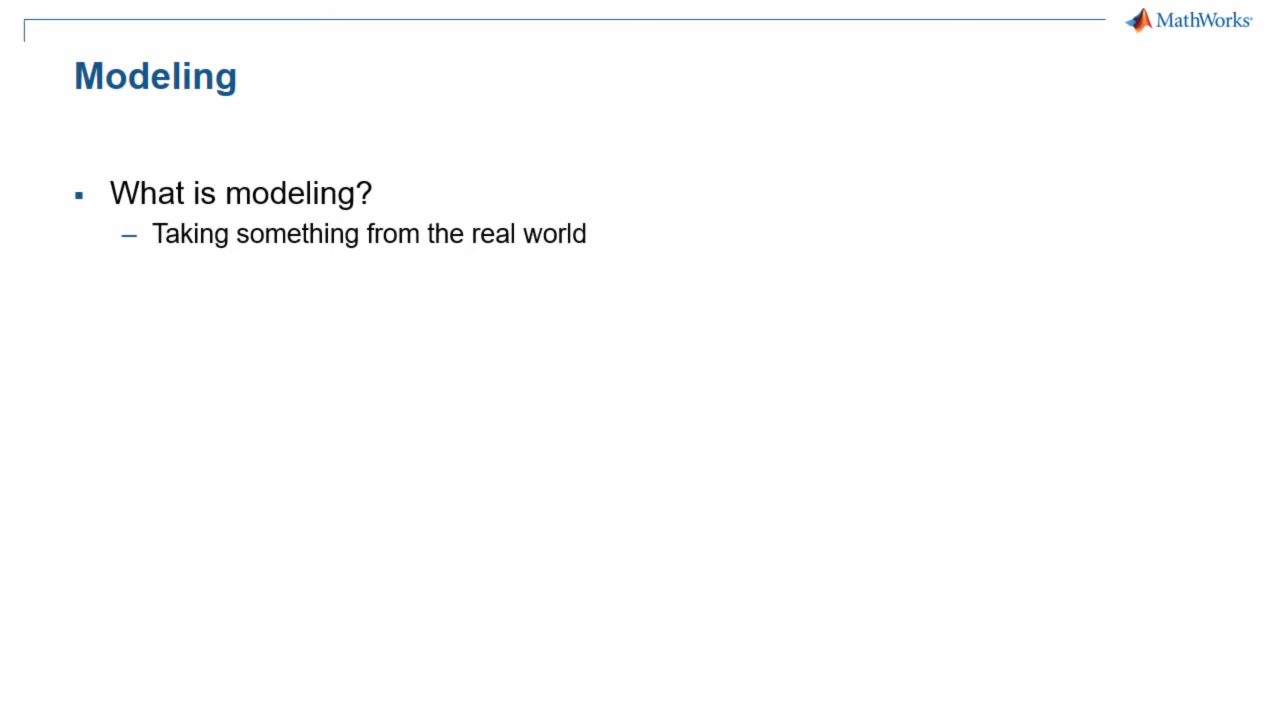 MathWorks®
Modeling
▪ What is modeling?
– Taking something from the real world